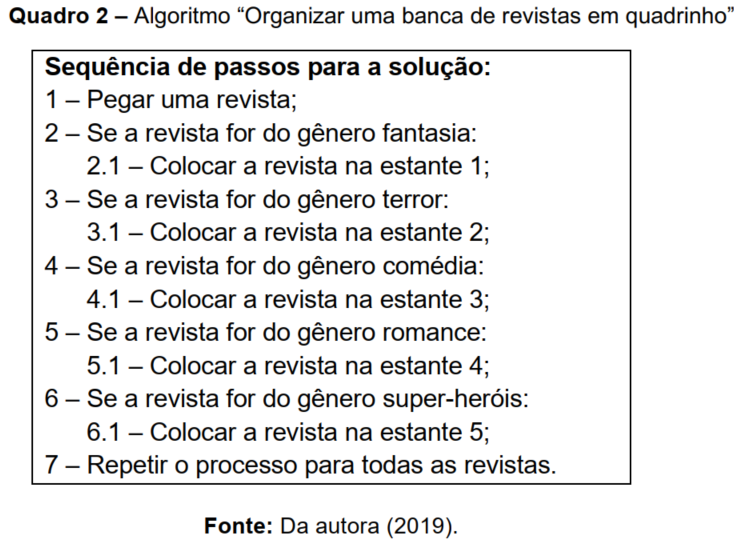 Quadro 2 – Algoritmo “Organizar uma banca de revistas em quadrinho”
Sequência de passos para a solução:
1 – Pegar uma revista;
2 – Se a revista for do gênero fantasia:
2.1 – Colocar a revista na estante 1;
3 – Se a revista for do gênero terror:
3.1 – Colocar a revista na estante 2;
4 – Se a revista for do gênero comédia:
4.1 – Colocar a revista na estante 3;
5 – Se a revista for do gênero romance:
5.1 – Colocar a revista na estante 4;
6 – Se a revista for do gênero super-heróis:
6.1 – Colocar a revista na estante 5;
7 – Repetir o processo para todas as revistas.
Fonte: Da autora (2019).